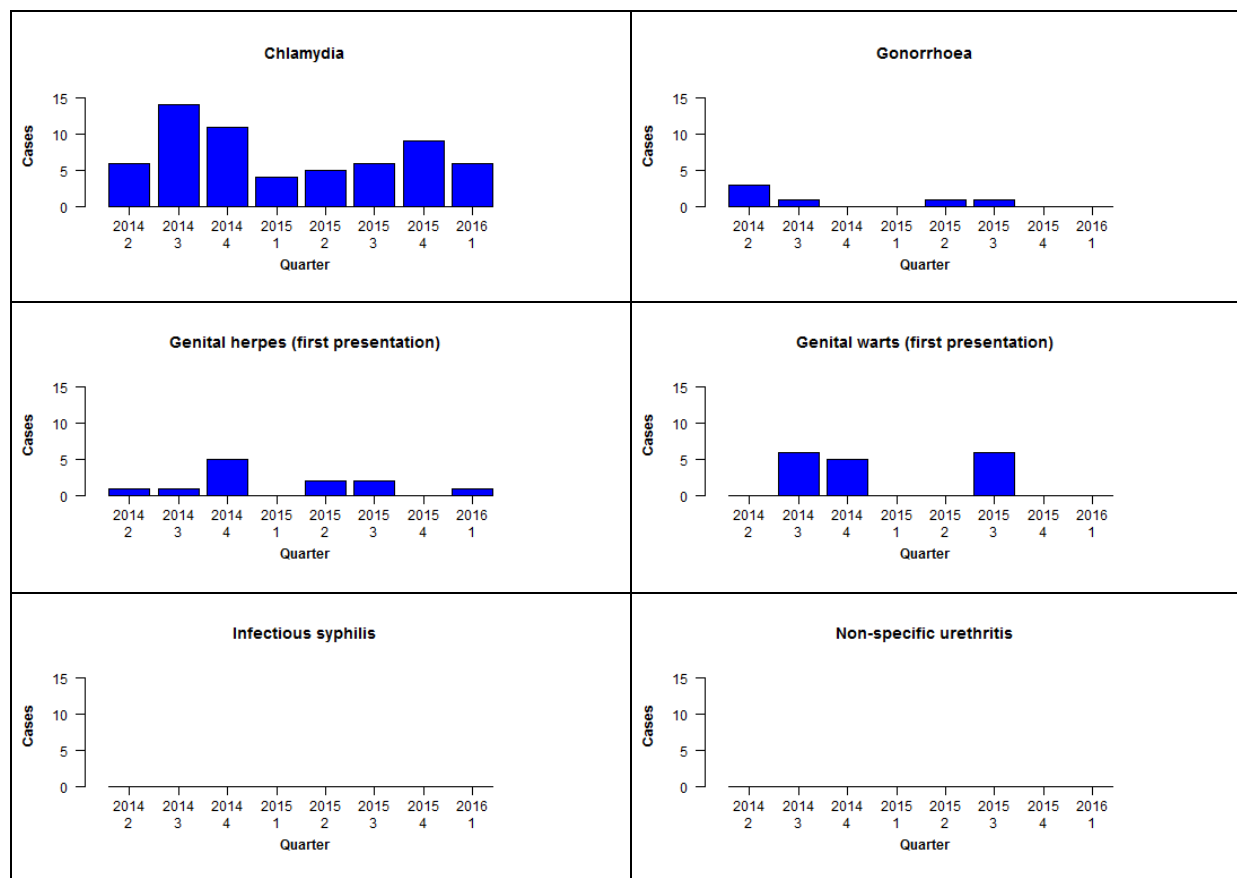 Chlamydia
15
10
5
0
Cases
2014 2014 2014 2015 2015 2015 2015 2016
2 3 4 1 2 3 4 1
Quarter
Gonorrhoea
15
10
5
0
Cases
2014 2014 2014 2015 2015 2015 2015 2016
2 3 4 1 2 3 4 1
Quarter
Genital herpes (first presentation)
15
10
5
0
Cases
2014 2014 2014 2015 2015 2015 2015 2016
2 3 4 1 2 3 4 1
Quarter
Genital warts (first presentation)
15
10
5
0
Cases
2014 2014 2014 2015 2015 2015 2015 2016
2 3 4 1 2 3 4 1
Quarter
Infectious syphilis
15
10
5
0
Cases
2014 2014 2014 2015 2015 2015 2015 2016
2 3 4 1 2 3 4 1
Quarter
Non-specific urethritis
15
10
5
0
Cases
2014 2014 2014 2015 2015 2015 2015 2016
2 3 4 1 2 3 4 1
Quarter